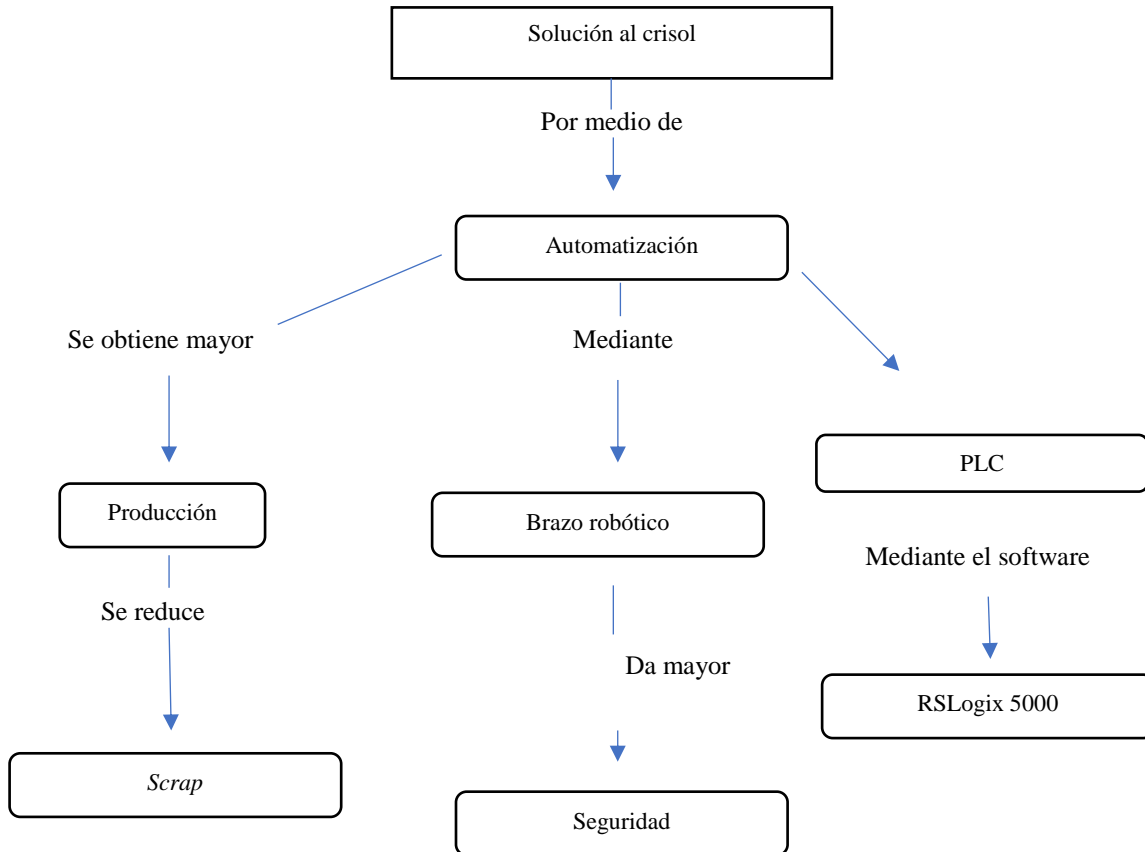 Solución al crisol
Por medio de
Automatización
Se obtiene mayor
Mediante
PLC
Producción
Brazo robótico
Mediante el software
Se reduce
Da mayor
RSLogix 5000
Scrap
Seguridad